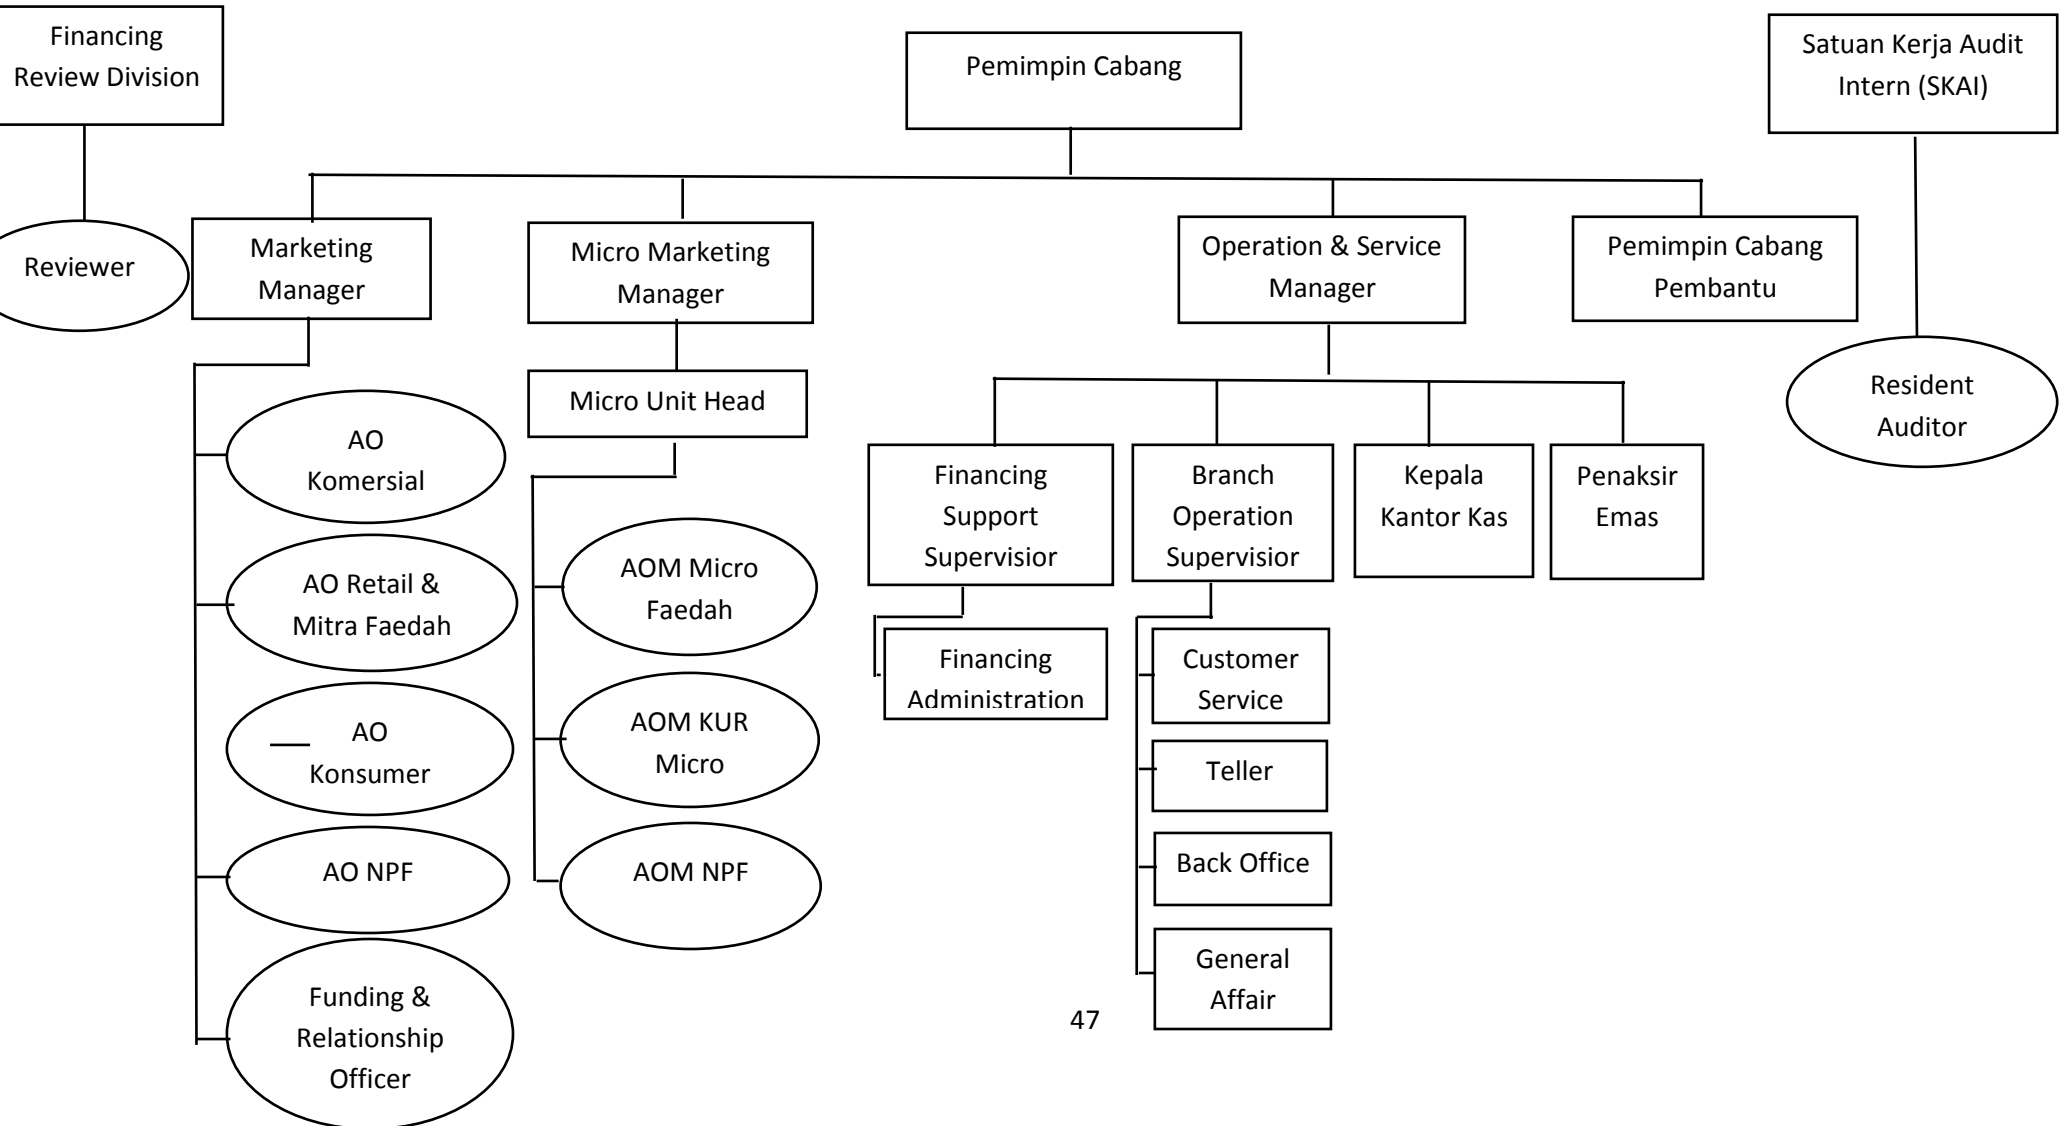 Financing
Review Division
Pemimpin Cabang
Satuan Kerja Audit
Intern (SKAI)
Reviewer
Marketing
Manager
Micro Marketing
Manager
Operation & Service
Manager
Pemimpin Cabang
Pembantu
Resident
Auditor
Micro Unit Head
AO
Komersial
AO Retail &
Mitra Faedah
AO
Konsumer
AO NPF
Funding &
Relationship
Officer
AOM Micro
Faedah
AOM KUR
Micro
AOM NPF
Financing
Support
Supervisior
Branch
Operation
Supervisior
Kepala
Kantor Kas
Penaksir
Emas
Financing
Administration
Customer
Service
Teller
Back Office
General
Affair
47